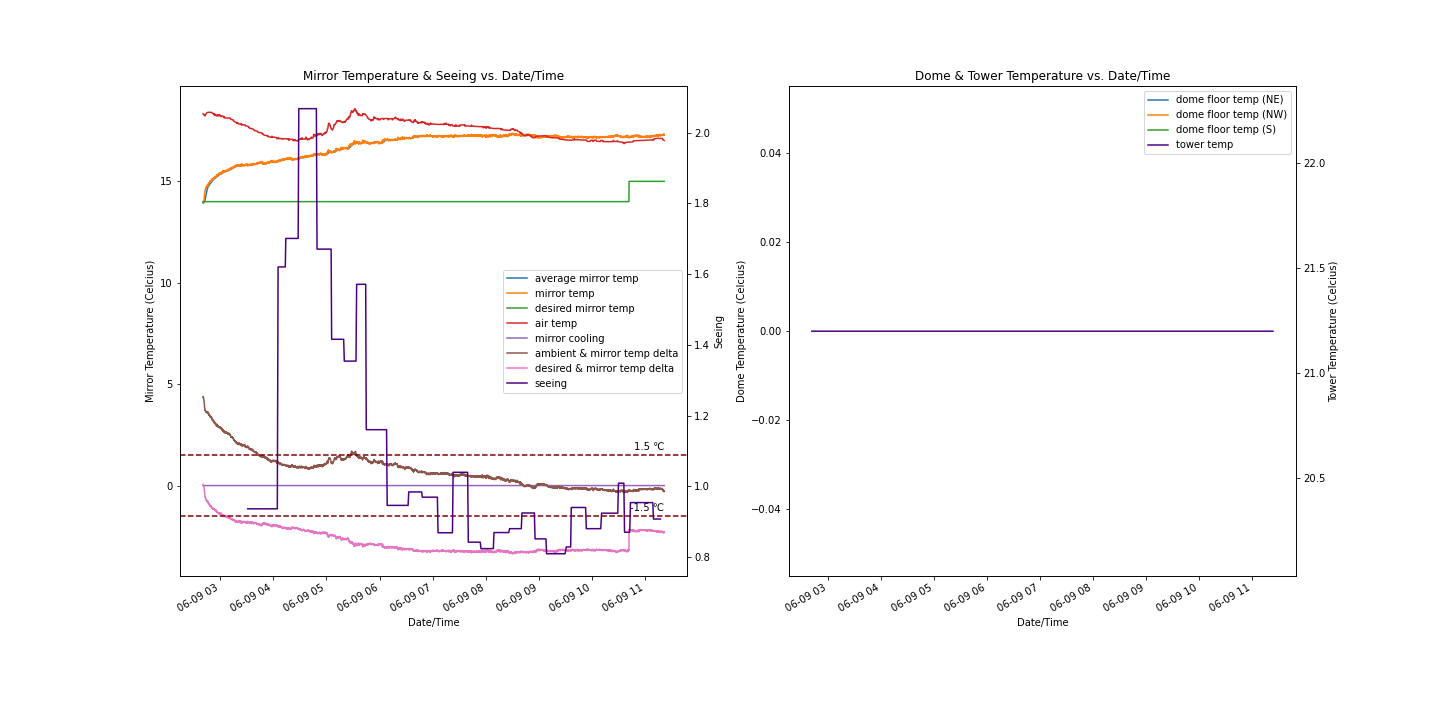 Mirror Temperature & Seeing vs. Date/Time
Mirror Temperature (Celcius)
15
10
5
0
2.0
1.8
1.6
1.4
1.2
1.0
0.8
Seeing
average mirror temp
mirror temp
desired mirror temp
air temp
mirror cooling
ambient & mirror temp delta
desired & mirror temp delta
seeing
1.5 °C
-1.5 °C
06-09 03
06-09 04
06-09 05
06-09 06
06-09 07
06-09 08
06-09 09
06-09 10
06-09 11
Date/Time
Dome & Tower Temperature vs. Date/Time
Dome Temperature (Celcius)
0.04
0.02
0.00
−0.02
−0.04
dome floor temp (NE)
dome floor temp (NW)
dome floor temp (S)
tower temp
22.0
21.5
21.0
20.5
Tower Temperature (Celcius)
06-09 03
06-09 04
06-09 05
06-09 06
06-09 07
06-09 08
06-09 09
06-09 10
06-09 11
Date/Time